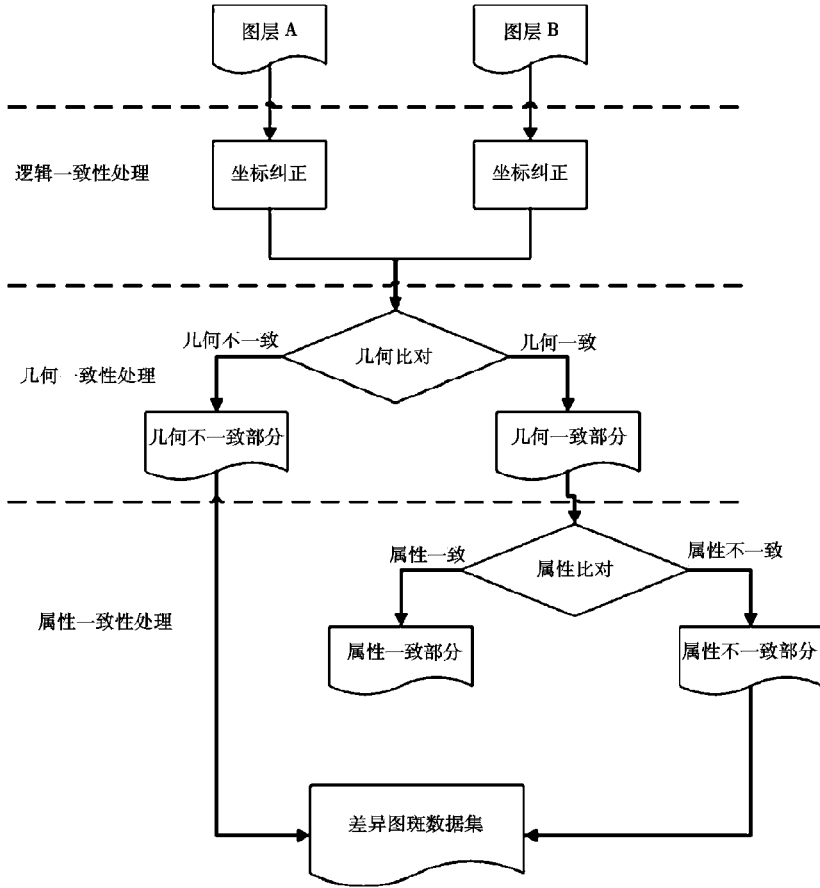 图层 A
图层 B
逻辑一致性处理
坐标纠正
坐标纠正
几何不一致
几何比对
几何一致
几何一致性处理
几何不一致部分
几何一致部分
属性一致
属性比对
属性不一致
属性一致性处理
属性一致部分
属性不一致部分
差异图斑数据集